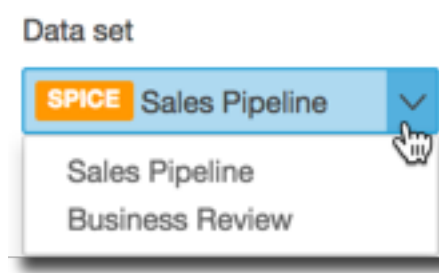 Data set
SPICE Sales Pipeline
Sales Pipeline
Business Review